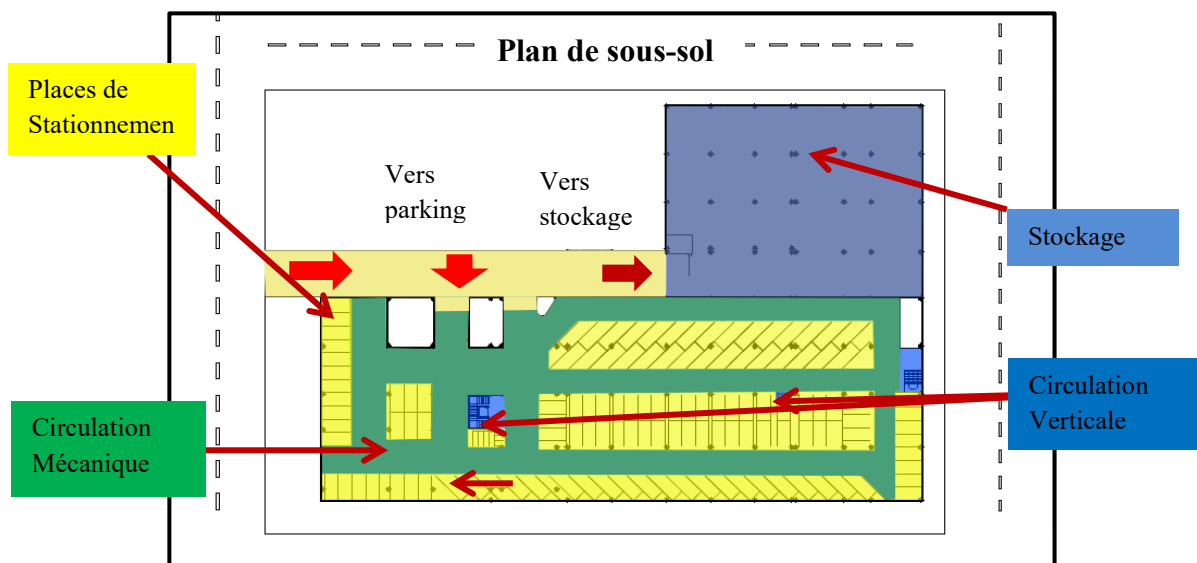 Plan de sous-sol
Places de
Stationnemen
Vers
parking
Vers
stockage
Stockage
Circulation
Mécanique
Circulation
Verticale